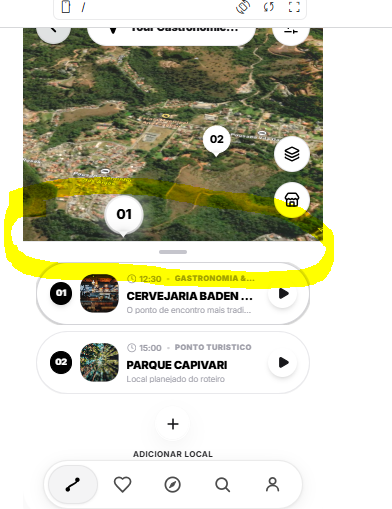 /
Your Gastronomic...
02
01
12:30 · GASTRONOMIA &...
01
CERVEJARIA BADEN ...
O ponto de encontro mais tradi...
15:00 · PONTO TURISTICO
02
PARQUE CAPIVARI
Local planejado do roteiro
+
ADICIONAR LOCAL